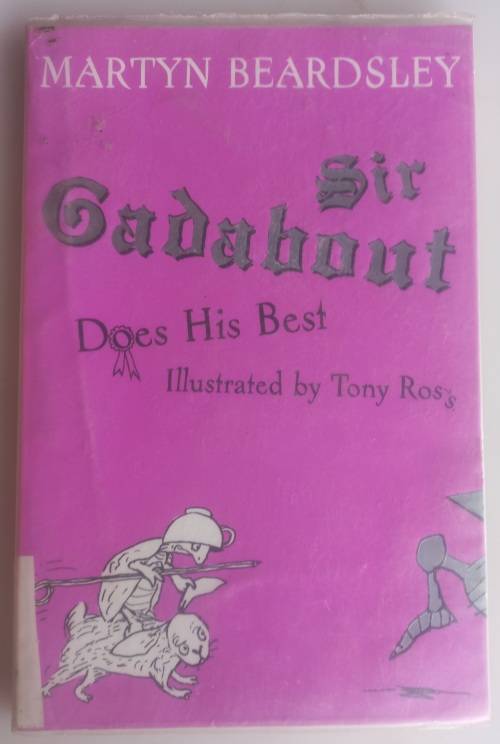 MARTYN BEARDSLEY
Sir
Gadabout
Does His Best
Illustrated by Tony Ross